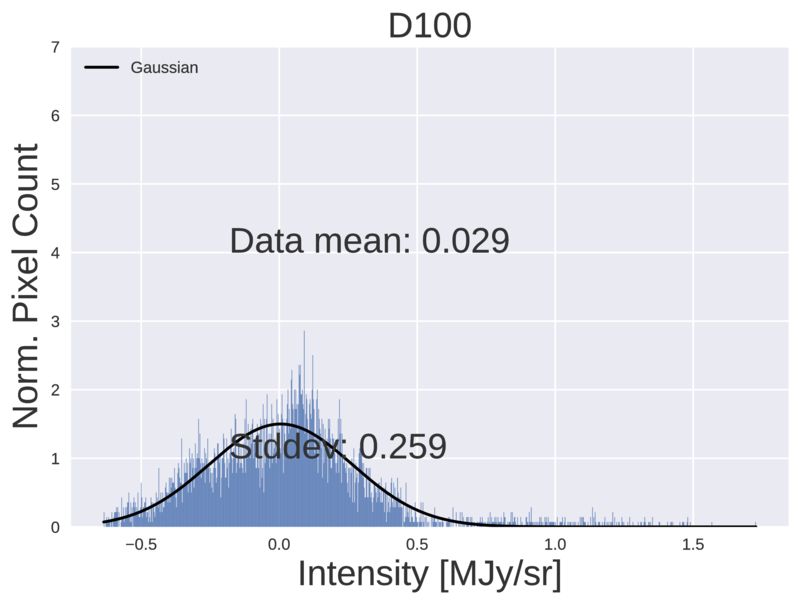 D100
7
Gaussian
6
5
Data mean: 0.029
4
3
2
Stddev: 0.259
1
0
−0.5 0.0 0.5 1.0 1.5
Norm. Pixel Count
Intensity [MJy/sr]